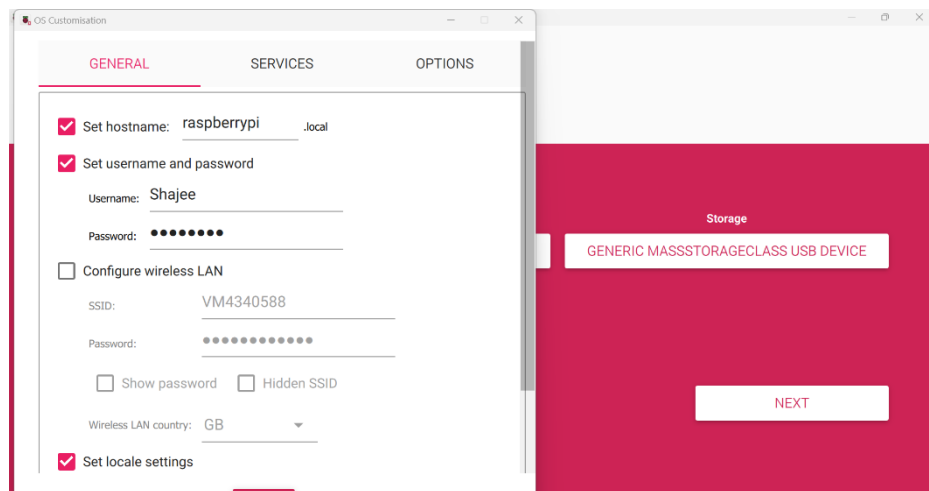 OS Customisation
GENERAL SERVICES OPTIONS
Set hostname: raspberrypi .local
Set username and password
Username: Shajee
Password: ●●●●●●●●
Configure wireless LAN
SSID: VM4340588
Password: ●●●●●●●●●●●●
Show password Hidden SSID
Wireless LAN country: GB
Set locale settings
Storage
GENERIC MASSSTORAGECLASS USB DEVICE
NEXT